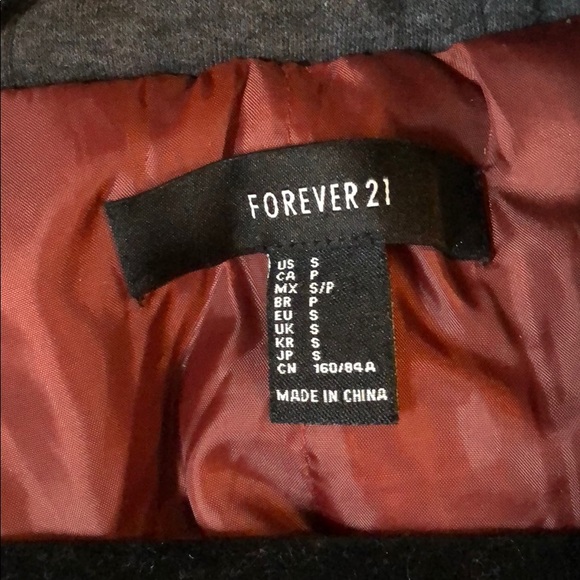 FOREVER 21
US S
CA P
MX S/P
BR P
EU S
UK S
KR S
JP S
CN 160/84A
MADE IN CHINA